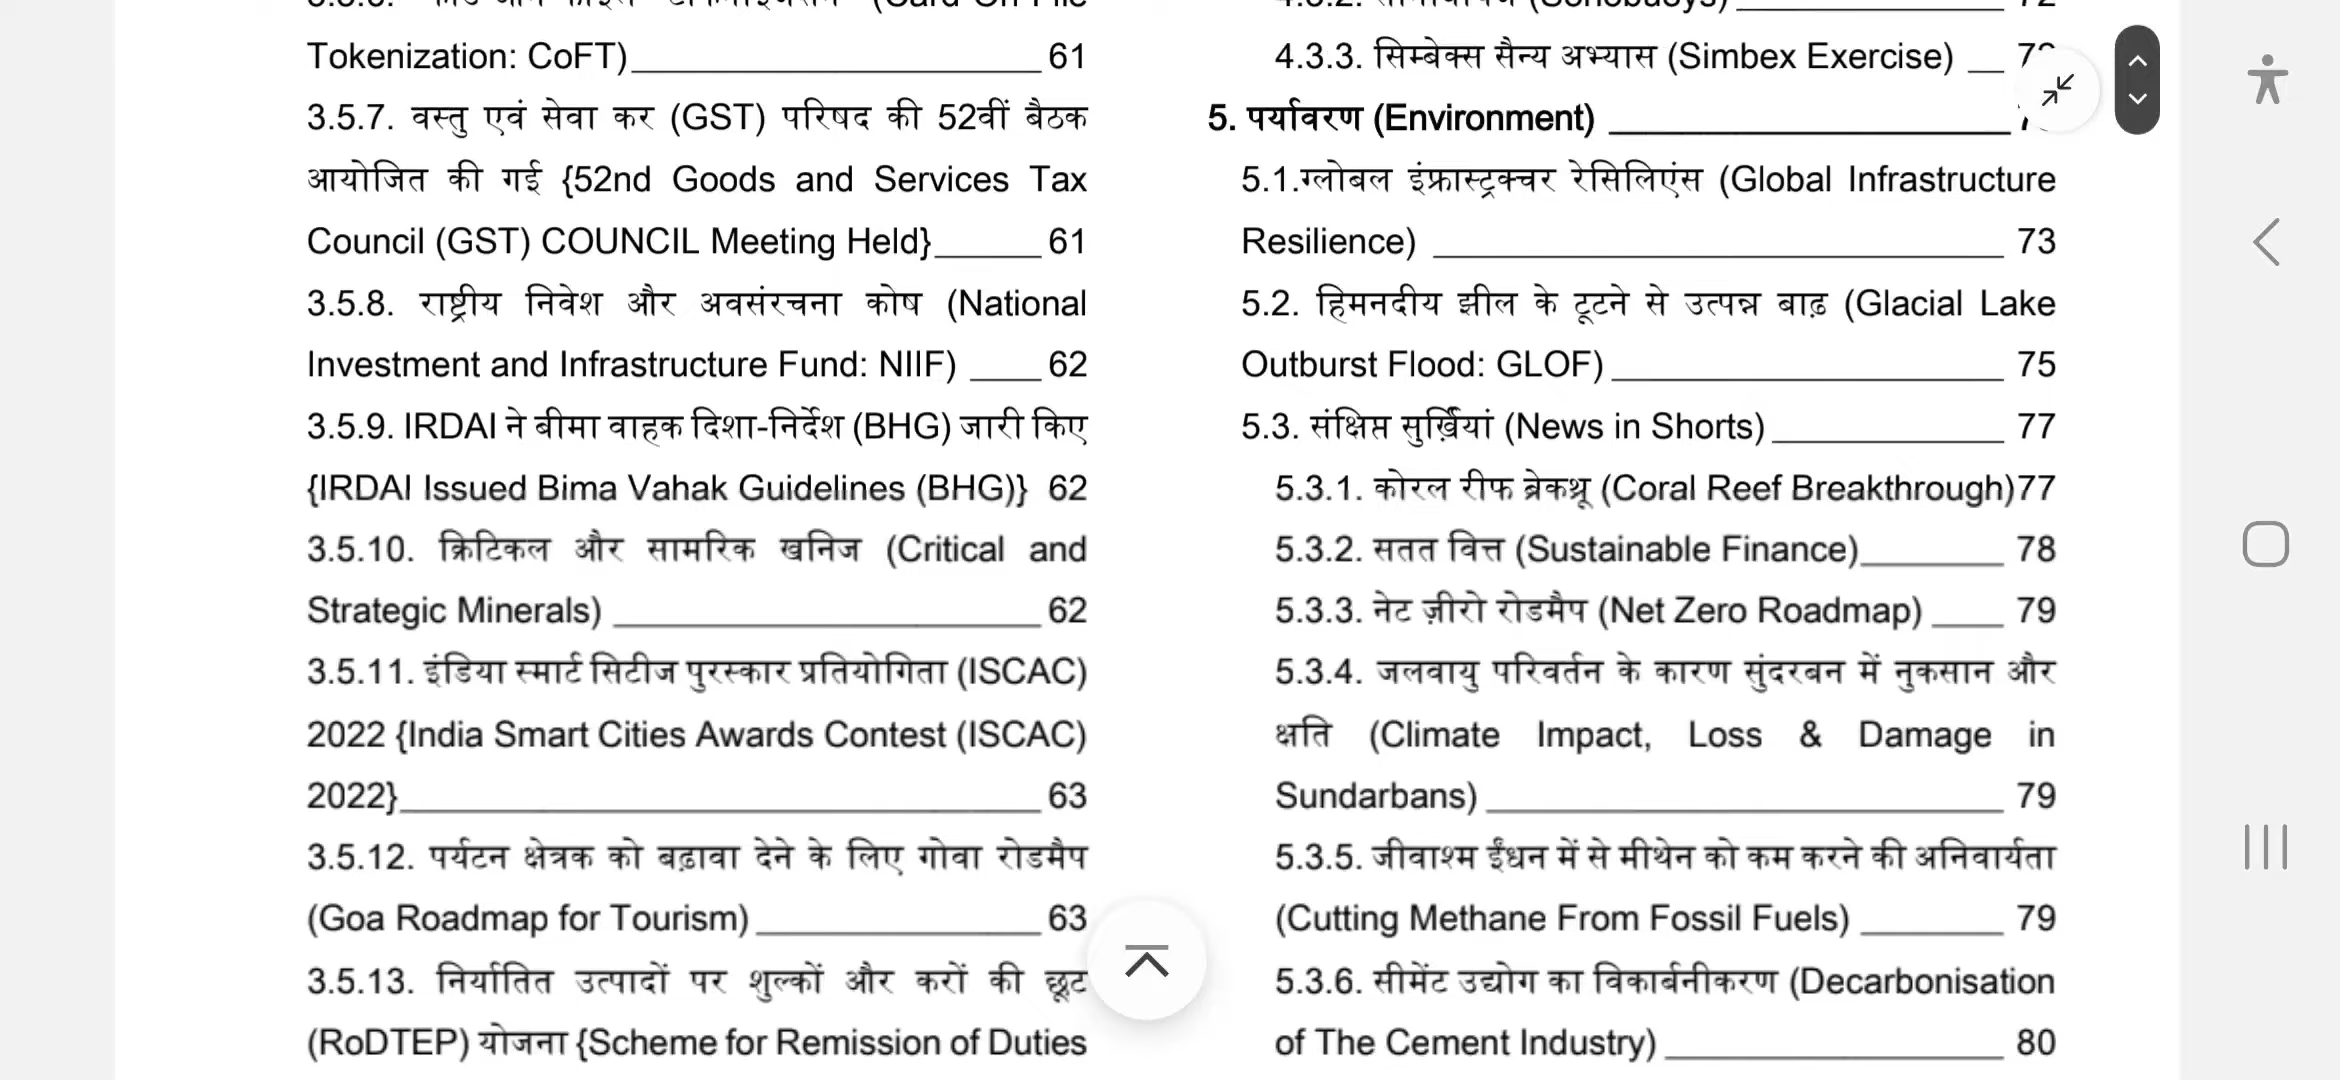 Tokenization: CoFT) 61
3.5.7. वस्तु एवं सेवा कर (GST) परिषद की 52वीं बैठक
आयोजित की गई {52nd Goods and Services Tax
Council (GST) COUNCIL Meeting Held} 61
3.5.8. राष्ट्रीय निवेश और अवसंरचना कोष (National
Investment and Infrastructure Fund: NIIF) 62
3.5.9. IRDAI ने बीमा वाहक दिशा-निर्देश (BHG) जारी किए
{IRDAI Issued Bima Vahak Guidelines (BHG)} 62
3.5.10. क्रिटिकल और सामरिक खनिज (Critical and
Strategic Minerals) 62
3.5.11. इंडिया स्मार्ट सिटीज पुरस्कार प्रतियोगिता (ISCAC)
2022 {India Smart Cities Awards Contest (ISCAC)
2022} 63
3.5.12. पर्यटन क्षेत्रक को बढ़ावा देने के लिए गोवा रोडमैप
(Goa Roadmap for Tourism) 63
3.5.13. निर्यातित उत्पादों पर शुल्कों और करों की छूट
(RoDTEP) योजना {Scheme for Remission of Duties
4.3.3. सिम्बेक्स सैन्य अभ्यास (Simbex Exercise)
5. पर्यावरण (Environment)
5.1.ग्लोबल इंफ्रास्ट्रक्चर रेसिलिएंस (Global Infrastructure
Resilience) 73
5.2. हिमनदीय झील के टूटने से उत्पन्न बाढ़ (Glacial Lake
Outburst Flood: GLOF) 75
5.3. संक्षिप्त सुर्ख़ियां (News in Shorts) 77
5.3.1. कोरल रीफ ब्रेकथ्रू (Coral Reef Breakthrough)77
5.3.2. सतत वित्त (Sustainable Finance) 78
5.3.3. नेट ज़ीरो रोडमैप (Net Zero Roadmap) 79
5.3.4. जलवायु परिवर्तन के कारण सुंदरबन में नुकसान और
क्षति (Climate Impact, Loss & Damage in
Sundarbans) 79
5.3.5. जीवाश्म ईंधन में से मीथेन को कम करने की अनिवार्यता
(Cutting Methane From Fossil Fuels) 79
5.3.6. सीमेंट उद्योग का विकार्बनीकरण (Decarbonisation
of The Cement Industry) 80